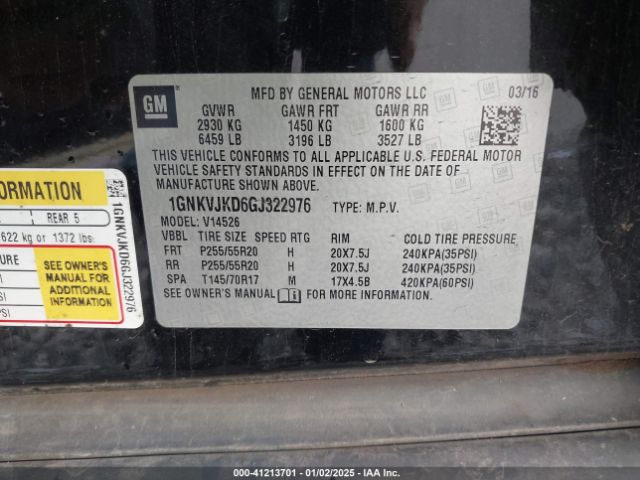 GM
MFD BY GENERAL MOTORS LLC 03/16
GVWR GAWR FRT GAWR RR
2930 KG 1450 KG 1600 KG
6459 LB 3196 LB 3527 LB
THIS VEHICLE CONFORMS TO ALL APPLICABLE U.S. FEDERAL MOTOR
VEHICLE SAFETY STANDARDS IN EFFECT ON THE DATE OF
MANUFACTURE SHOWN ABOVE.
1GNKVJKD6GJ322976 TYPE: M.P.V.
MODEL: V14526
VBBL TIRE SIZE SPEED RTG RIM COLD TIRE PRESSURE
FRT P255/55R20 H 20X7.5J 240KPA(35PSI)
RR P255/55R20 H 20X7.5J 240KPA(35PSI)
SPA T145/70R17 M 17X4.5B 420KPA(60PSI)
SEE OWNER'S MANUAL FOR MORE INFORMATION
ORMATION
REAR 5
622 kg or 1372 lbs
SURE
SEE OWNER'S
MANUAL FOR
ADDITIONAL
INFORMATION
SI)
1GNKVJKD6GJ322976
000-41213701 | 01/02/2025 | IAA Inc.